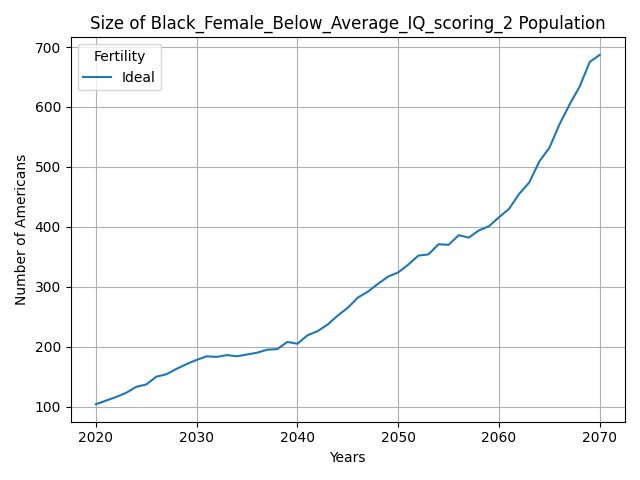 Size of Black_Female_Below_Average_IQ_scoring_2 Population
Fertility
Ideal
Number of Americans
700
600
500
400
300
200
100
2020 2030 2040 2050 2060 2070
Years